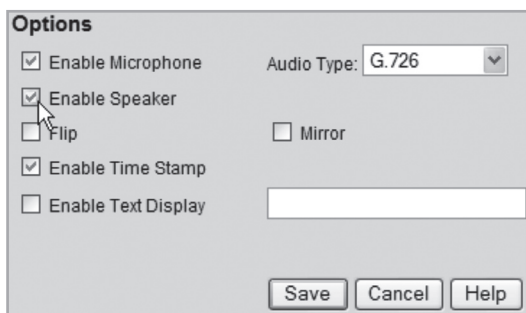 Options
Enable Microphone Audio Type: G.726
Enable Speaker
Flip Mirror
Enable Time Stamp
Enable Text Display
Save Cancel Help